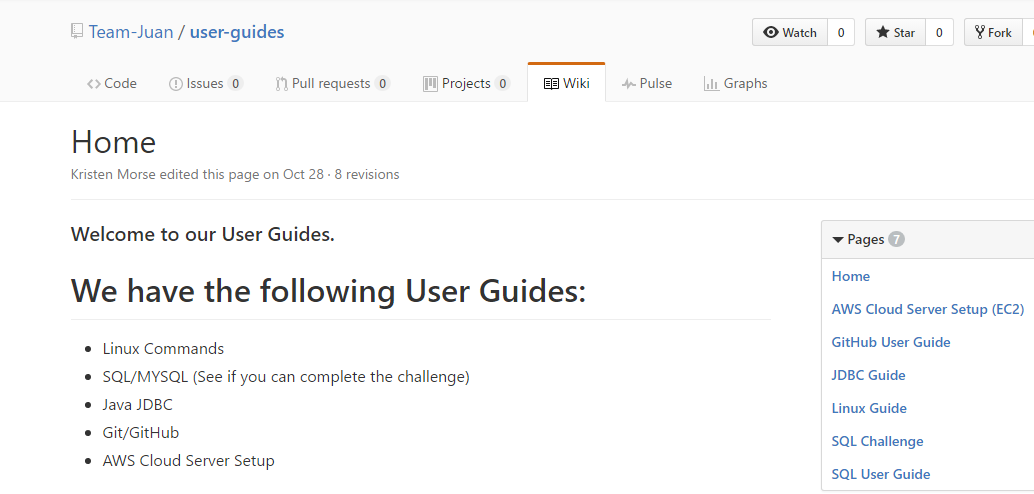 Team-Juan / user-guides
Watch 0 Star 0 Fork
Code Issues 0 Pull requests 0 Projects 0 Wiki Pulse Graphs
Home
Kristen Morse edited this page on Oct 28 · 8 revisions
Welcome to our User Guides.
We have the following User Guides:
Linux Commands
SQL/MYSQL (See if you can complete the challenge)
Java JDBC
Git/GitHub
AWS Cloud Server Setup
Pages 7
Home
AWS Cloud Server Setup (EC2)
GitHub User Guide
JDBC Guide
Linux Guide
SQL Challenge
SQL User Guide